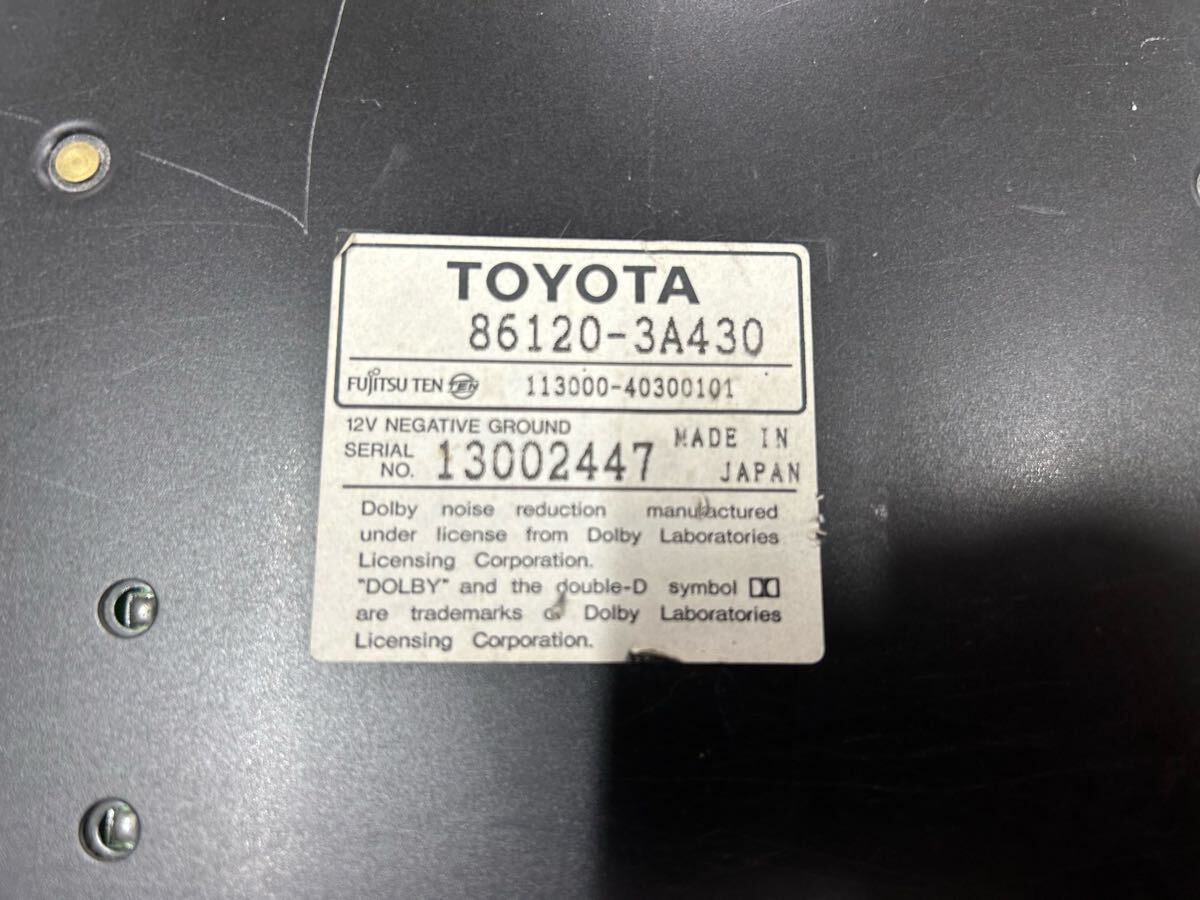 TOYOTA
86120-3A430
FUJITSU TEN TEN 113000-40300101
12V NEGATIVE GROUND
MADE IN
SERIAL
NO. 13002447
JAPAN
Dolby noise reduction manufactured
under license from Dolby Laboratories
Licensing Corporation.
"DOLBY" and the double-D symbol
are trademarks of Dolby Laboratories
Licensing Corporation.